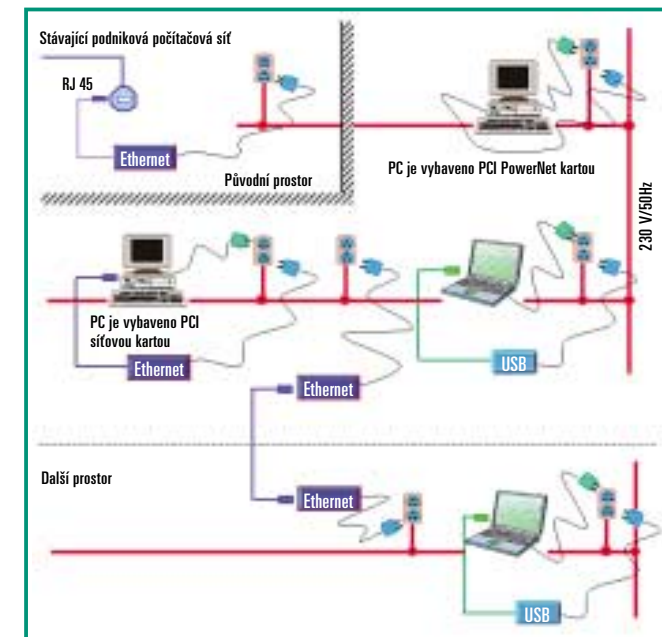 Stávající podniková počítačová síť
RJ 45
Ethernet
Původní prostor
PC je vybaveno PCI PowerNet kartou
230 V/50Hz
PC je vybaveno PCI
síťovou kartou
Ethernet
USB
Ethernet
Další prostor
Ethernet
USB